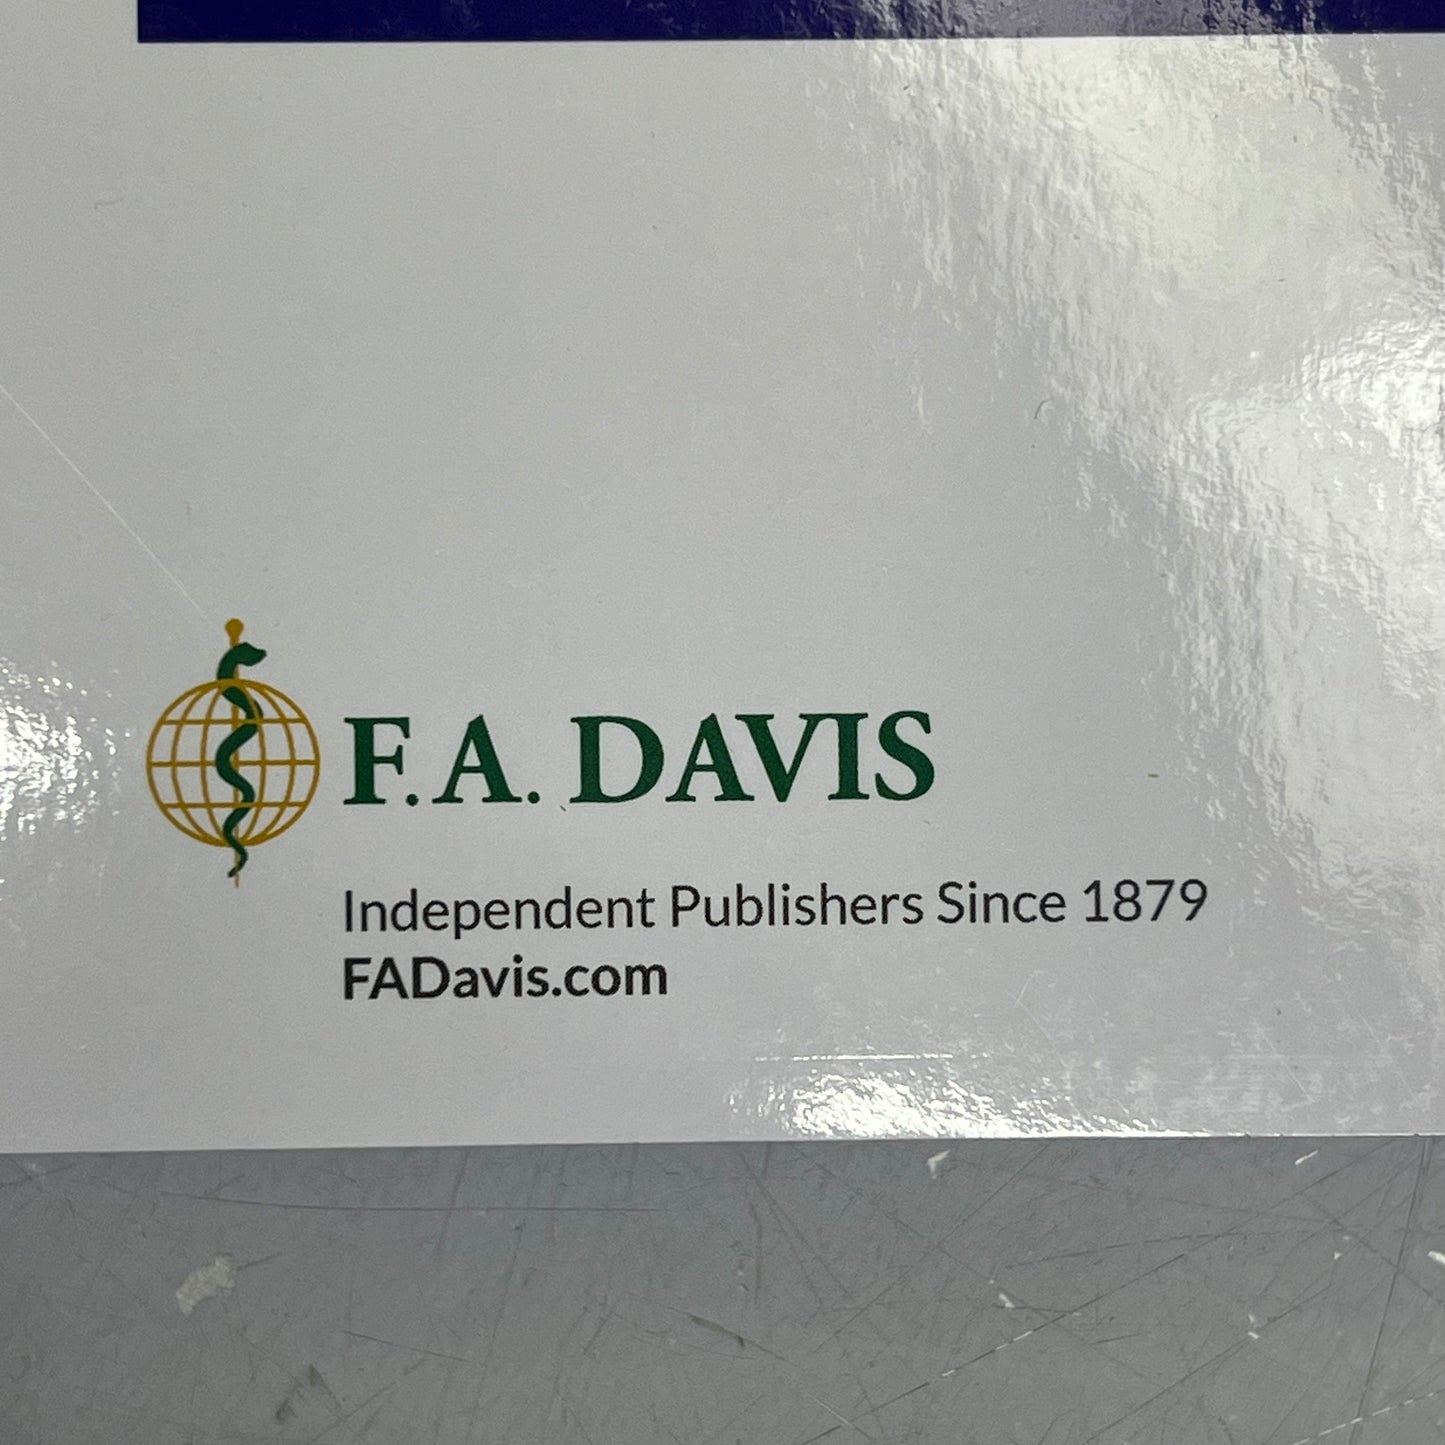 F.A. DAVIS
Independent Publishers Since 1879
FADavis.com